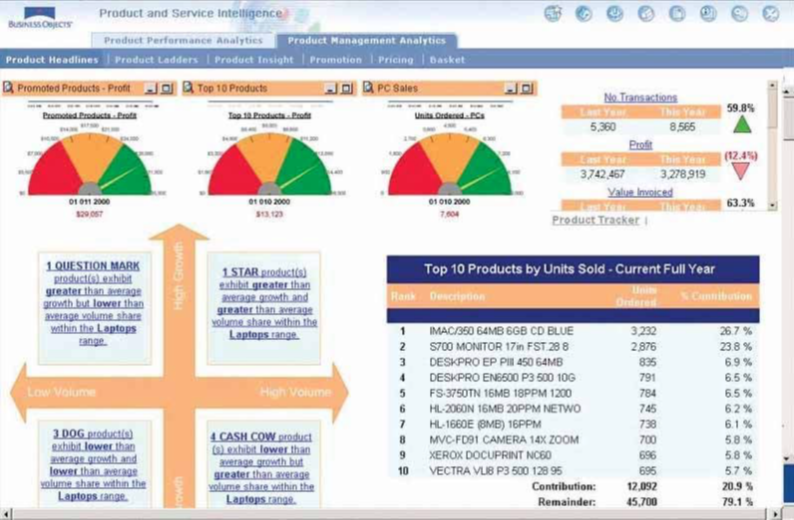 BUSINESS OBJECTS
Product and Service Intelligence
Product Performance Analytics
Product Management Analytics
Product Headlines | Product Ladders | Product Insight | Promotion | Pricing | Basket
Promoted Products - Profit
Promoted Products - Profit
01 011 2000
$29,057
Top 10 Products
Top 10 Products - Profit
01 010 2000
$13,123
PC Sales
Units Ordered - PCs
01 010 2000
7,604
No Transactions
Last Year This Year
5,360 8,565
59.8%
Profit
Last Year This Year
3,742,467 3,278,919
(12.4%)
Value Invoiced
Last Year This Year
63.3%
Product Tracker |
High Growth
Low Volume
High Volume
1 QUESTION MARK
product(s) exhibit
greater than average
growth but lower than
average volume share
within the Laptops
range.
1 STAR product(s)
exhibit greater than
average growth and
greater than average
volume share within the
Laptops range.
3 DOG product(s)
exhibit lower than
average growth and
lower than average
volume share within the
Laptops range.
4 CASH COW product
(s) exhibit lower than
average growth but
greater than average
volume share within the
Laptops range.
Top 10 Products by Units Sold - Current Full Year
Rank Description Units Ordered % Contribution
1 IMAC/350 64MB 6GB CD BLUE 3,232 26.7 %
2 S700 MONITOR 17in FST.28 8 2,876 23.8 %
3 DESKPRO EP PIII 450 64MB 835 6.9 %
4 DESKPRO EN6500 P3 500 10G 791 6.5 %
5 FS-3750TN 16MB 18PPM 1200 784 6.5 %
6 HL-2060N 16MB 20PPM NETWO 745 6.2 %
7 HL-1660E (8MB) 16PPM 738 6.1 %
8 MVC-FD91 CAMERA 14X ZOOM 700 5.8 %
9 XEROX DOCUPRINT NC60 696 5.8 %
10 VECTRA VLI8 P3 500 128 95 695 5.7 %
Contribution: 12,092 20.9 %
Remainder: 45,700 79.1 %